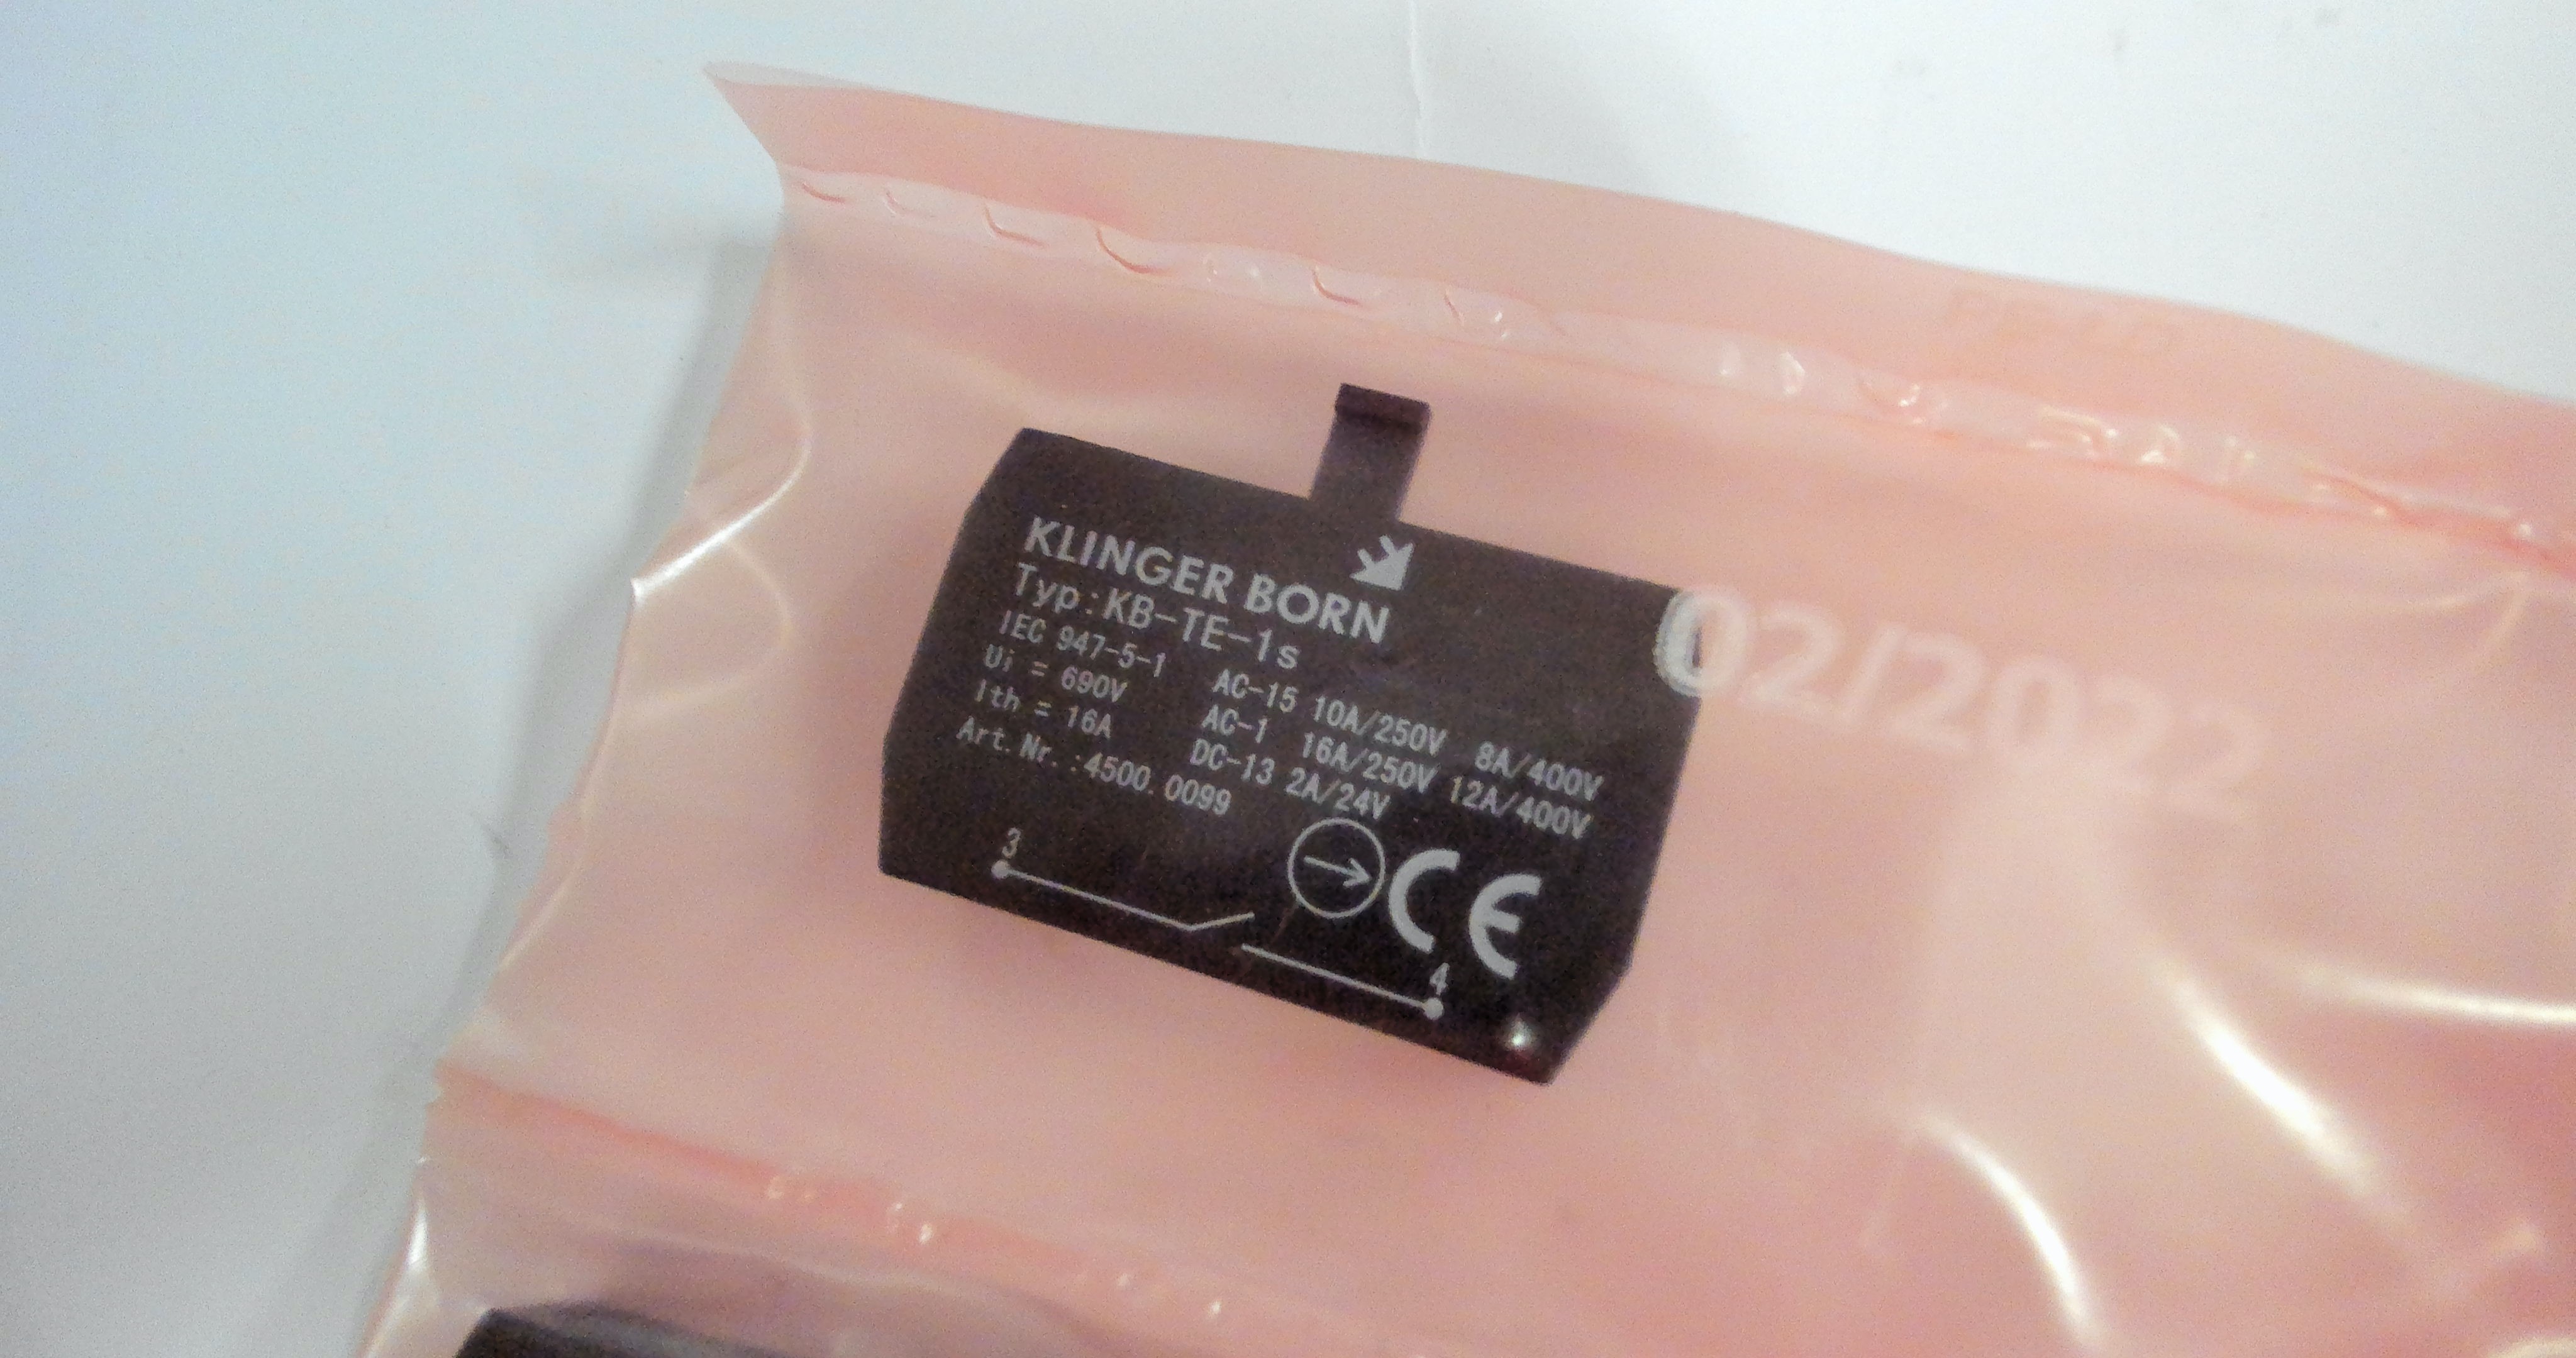 KLINGER BORN
Typ:KB-TE-1s
IEC 947-5-1
Ui = 690V AC-15 10A/250V 8A/400V
Ith = 16A AC-1 16A/250V 12A/400V
Art.Nr.:4500.0099 DC-13 2A/24V
CE
3
4
02/2022